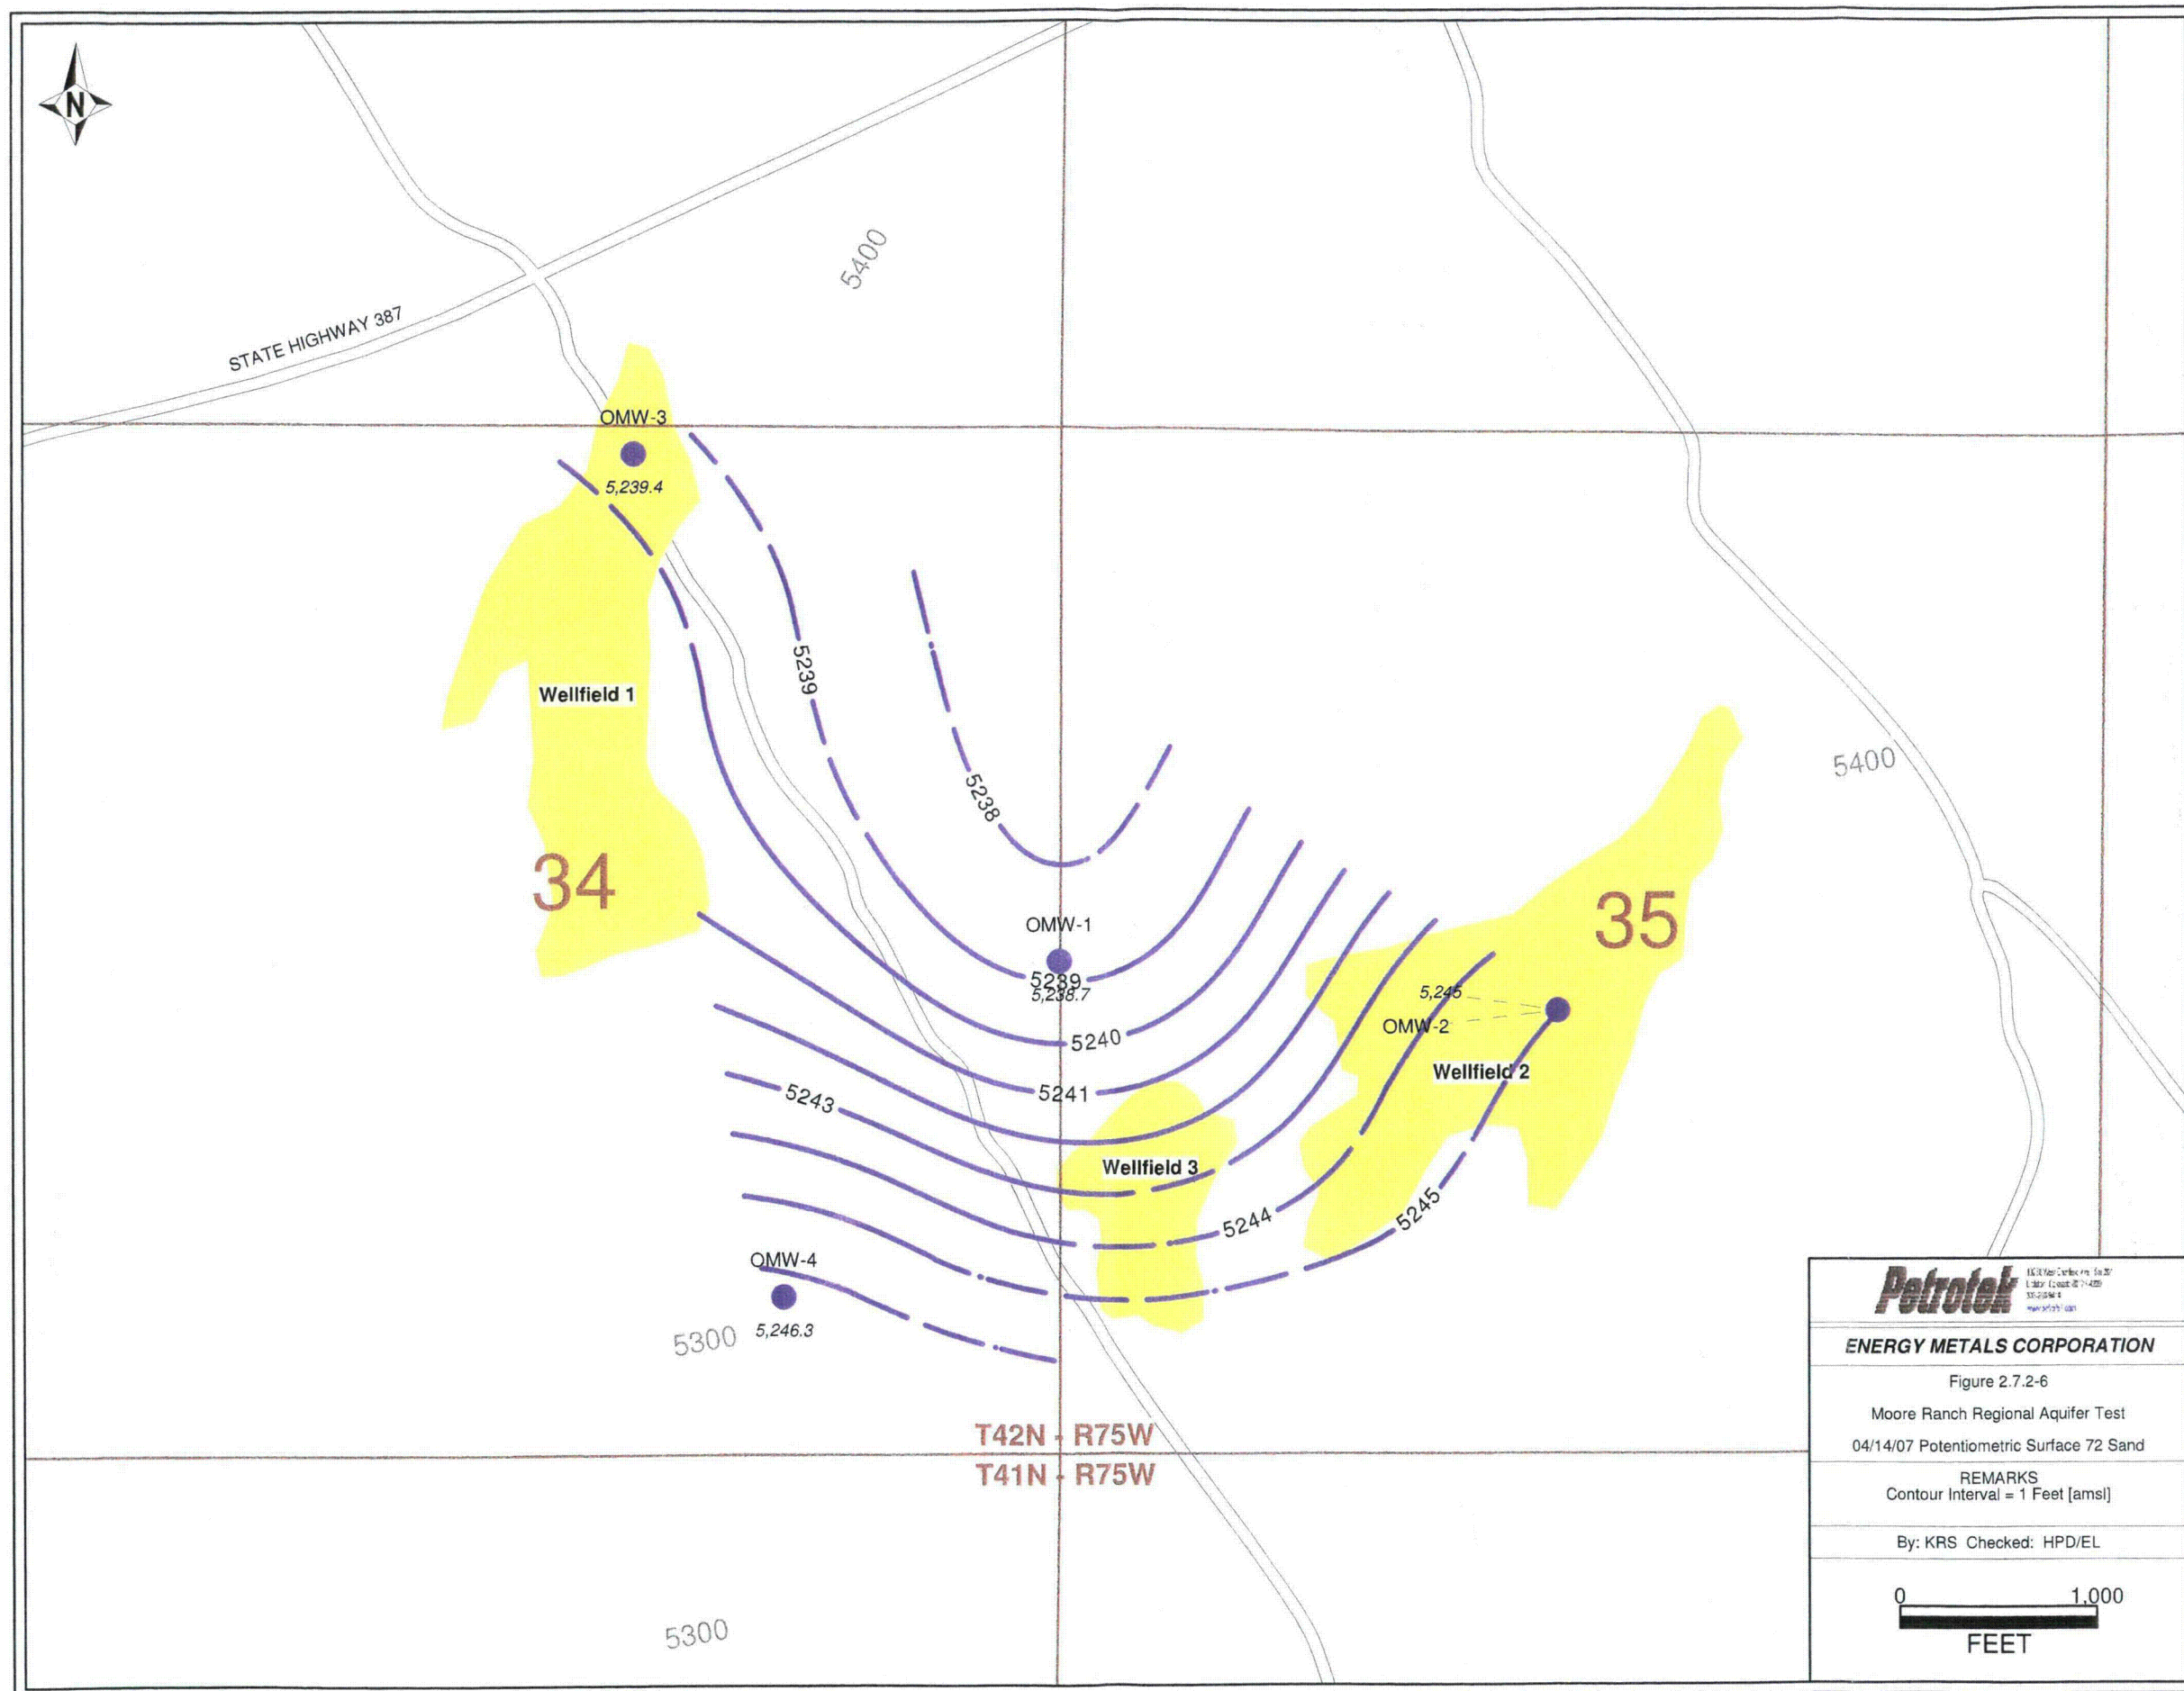 N
5400
STATE HIGHWAY 387
OMW-3
5,239.4
5239
Wellfield 1
5238
5400
34
35
OMW-1
5239
5,238.7
5,245
OMW-2
5240
Wellfield 2
5241
5243
Wellfield 3
5244
5245
OMW-4
5300
5,246.3
T42N - R75W
T41N - R75W
5300
Petrotek
ENERGY METALS CORPORATION
Figure 2.7.2-6
Moore Ranch Regional Aquifer Test
04/14/07 Potentiometric Surface 72 Sand
REMARKS
Contour Interval = 1 Feet [amsl]
By: KRS Checked: HPD/EL
0 1,000
FEET